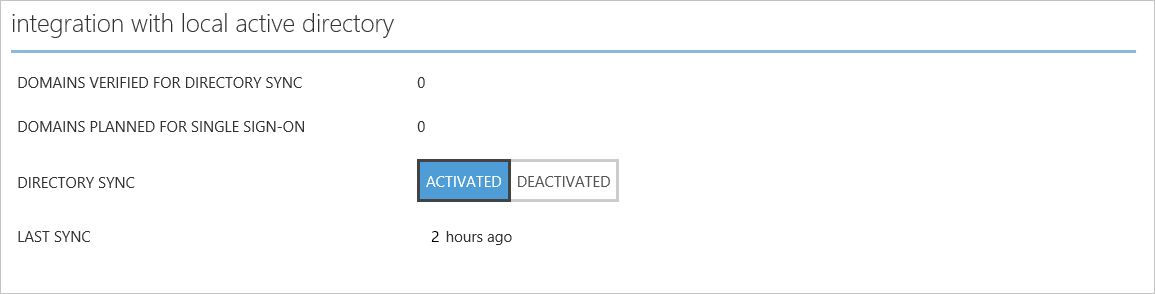 integration with local active directory
DOMAINS VERIFIED FOR DIRECTORY SYNC 0
DOMAINS PLANNED FOR SINGLE SIGN-ON 0
DIRECTORY SYNC ACTIVATED DEACTIVATED
LAST SYNC 2 hours ago